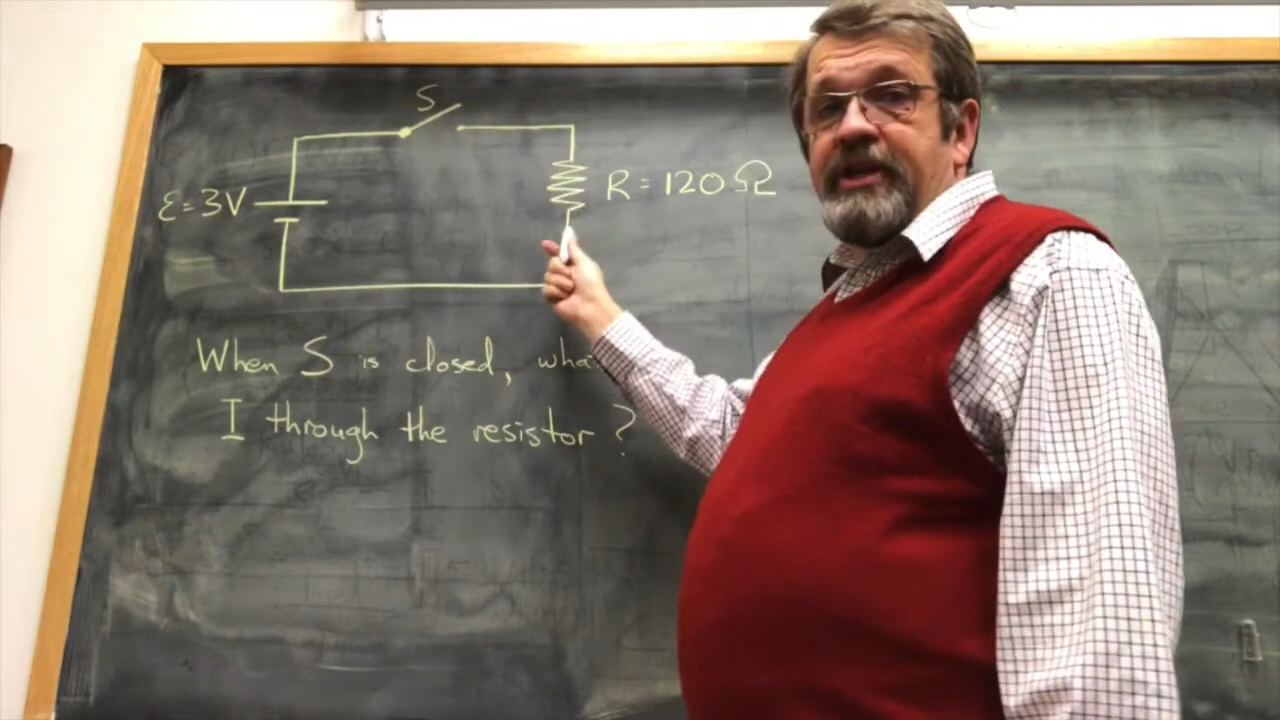 S
ε=3V
R=120Ω
When S is closed, wha
I through the resistor?